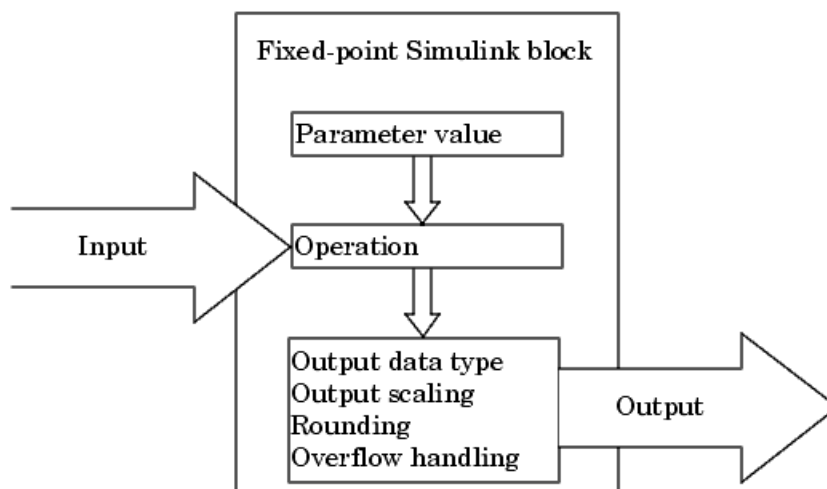 Fixed-point Simulink block
Parameter value
Input
Operation
Output data type
Output scaling
Rounding
Overflow handling
Output